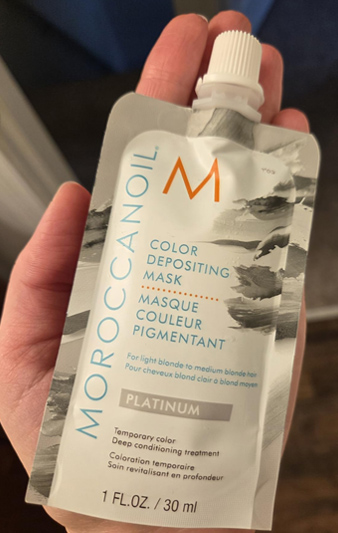 MOROCCANOIL®
M
COLOR
DEPOSITING
MASK
MASQUE
COULEUR
PIGMENTANT
For light blonde to medium blonde hair
Pour cheveux blond clair à blond moyen
PLATINUM
Temporary color
Deep conditioning treatment
Coloration temporaire
Soin revitalisant en profondeur
1 FL.OZ. / 30 ml